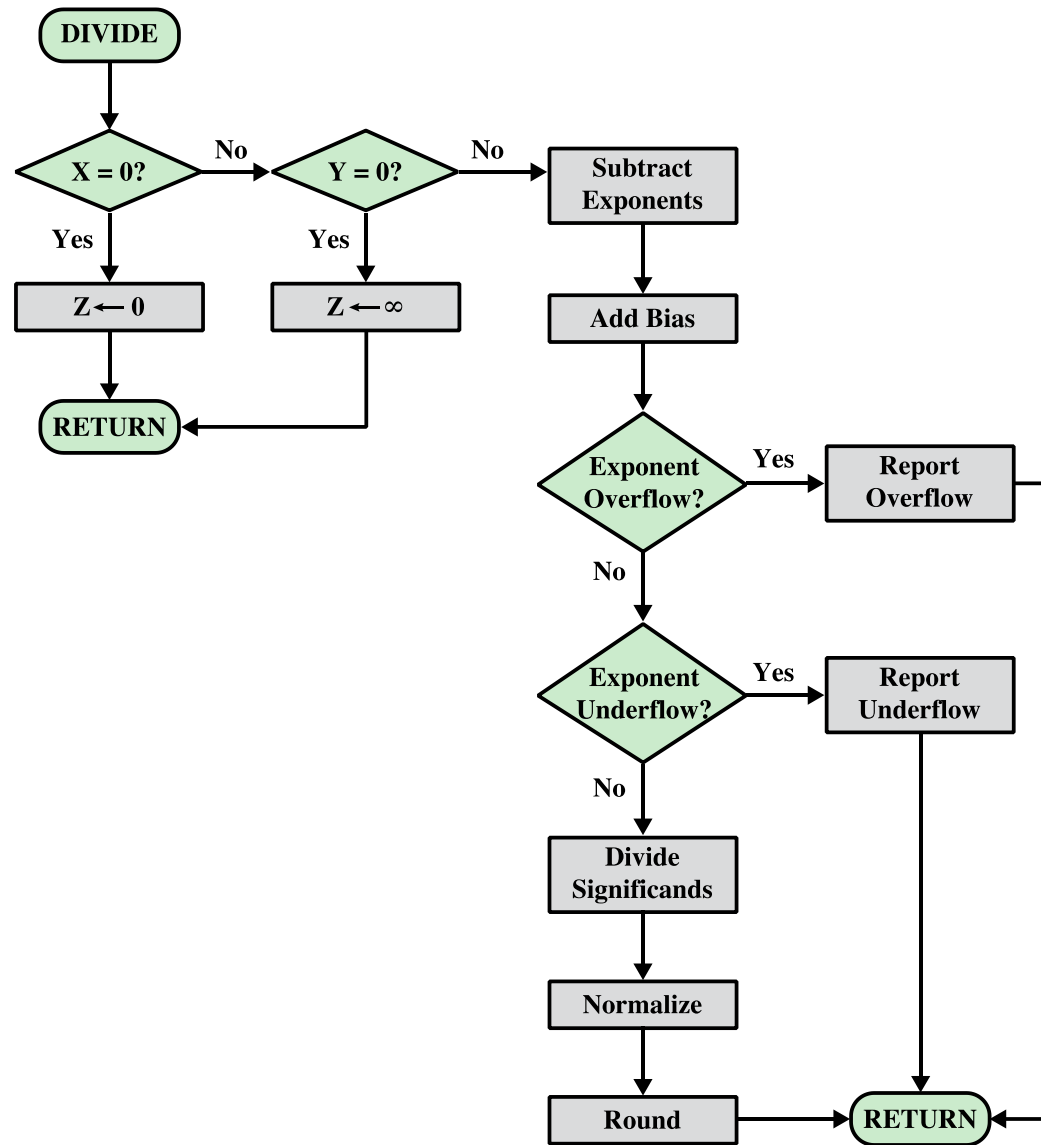 DIVIDE
X = 0?
No
Y = 0?
No
Subtract
Exponents
Yes
Yes
Z ← 0
Z ← ∞
Add Bias
RETURN
Exponent
Overflow?
Yes
Report
Overflow
No
Exponent
Underflow?
Yes
Report
Underflow
No
Divide
Significands
Normalize
Round
RETURN